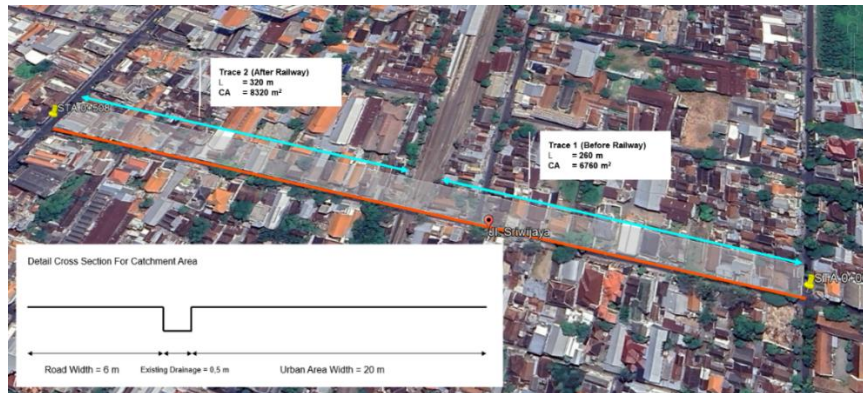 Trace 2 (After Railway)
L = 320 m
CA = 8320 m²
Trace 1 (Before Railway)
L = 260 m
CA = 6760 m²
Jl. Sriwijaya
Detail Cross Section For Catchment Area
Road Width = 6 m
Existing Drainage = 0,5 m
Urban Area Width = 20 m